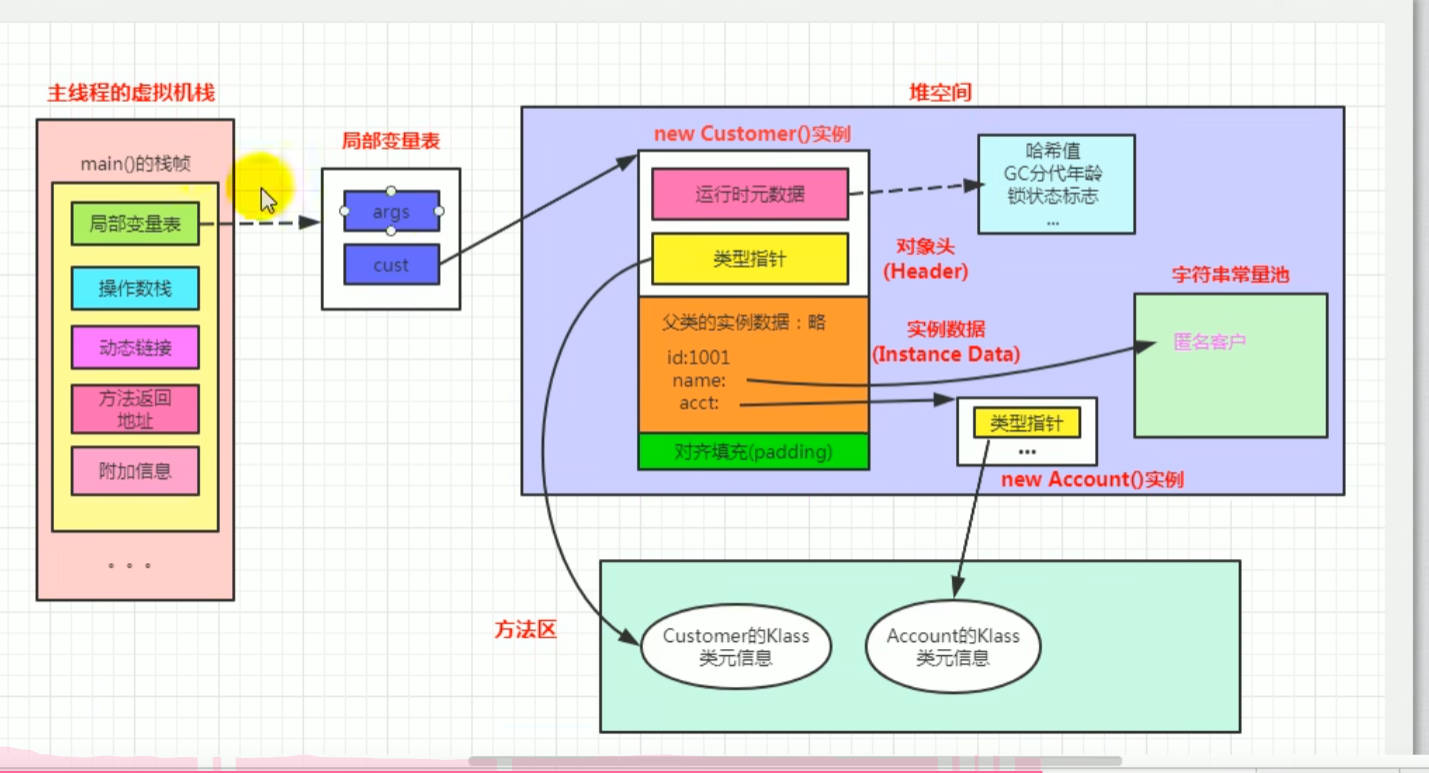 主线程的虚拟机栈
main()的栈帧
局部变量表
操作数栈
动态链接
方法返回
地址
附加信息
。。。
局部变量表
args
cust
堆空间
new Customer()实例
运行时元数据
类型指针
哈希值
GC分代年龄
锁状态标志
...
对象头
(Header)
父类的实例数据：略
id:1001
name:
acct:
对齐填充(padding)
实例数据
(Instance Data)
字符串常量池
匿名客户
类型指针
...
new Account()实例
方法区
Customer的Klass
类元信息
Account的Klass
类元信息